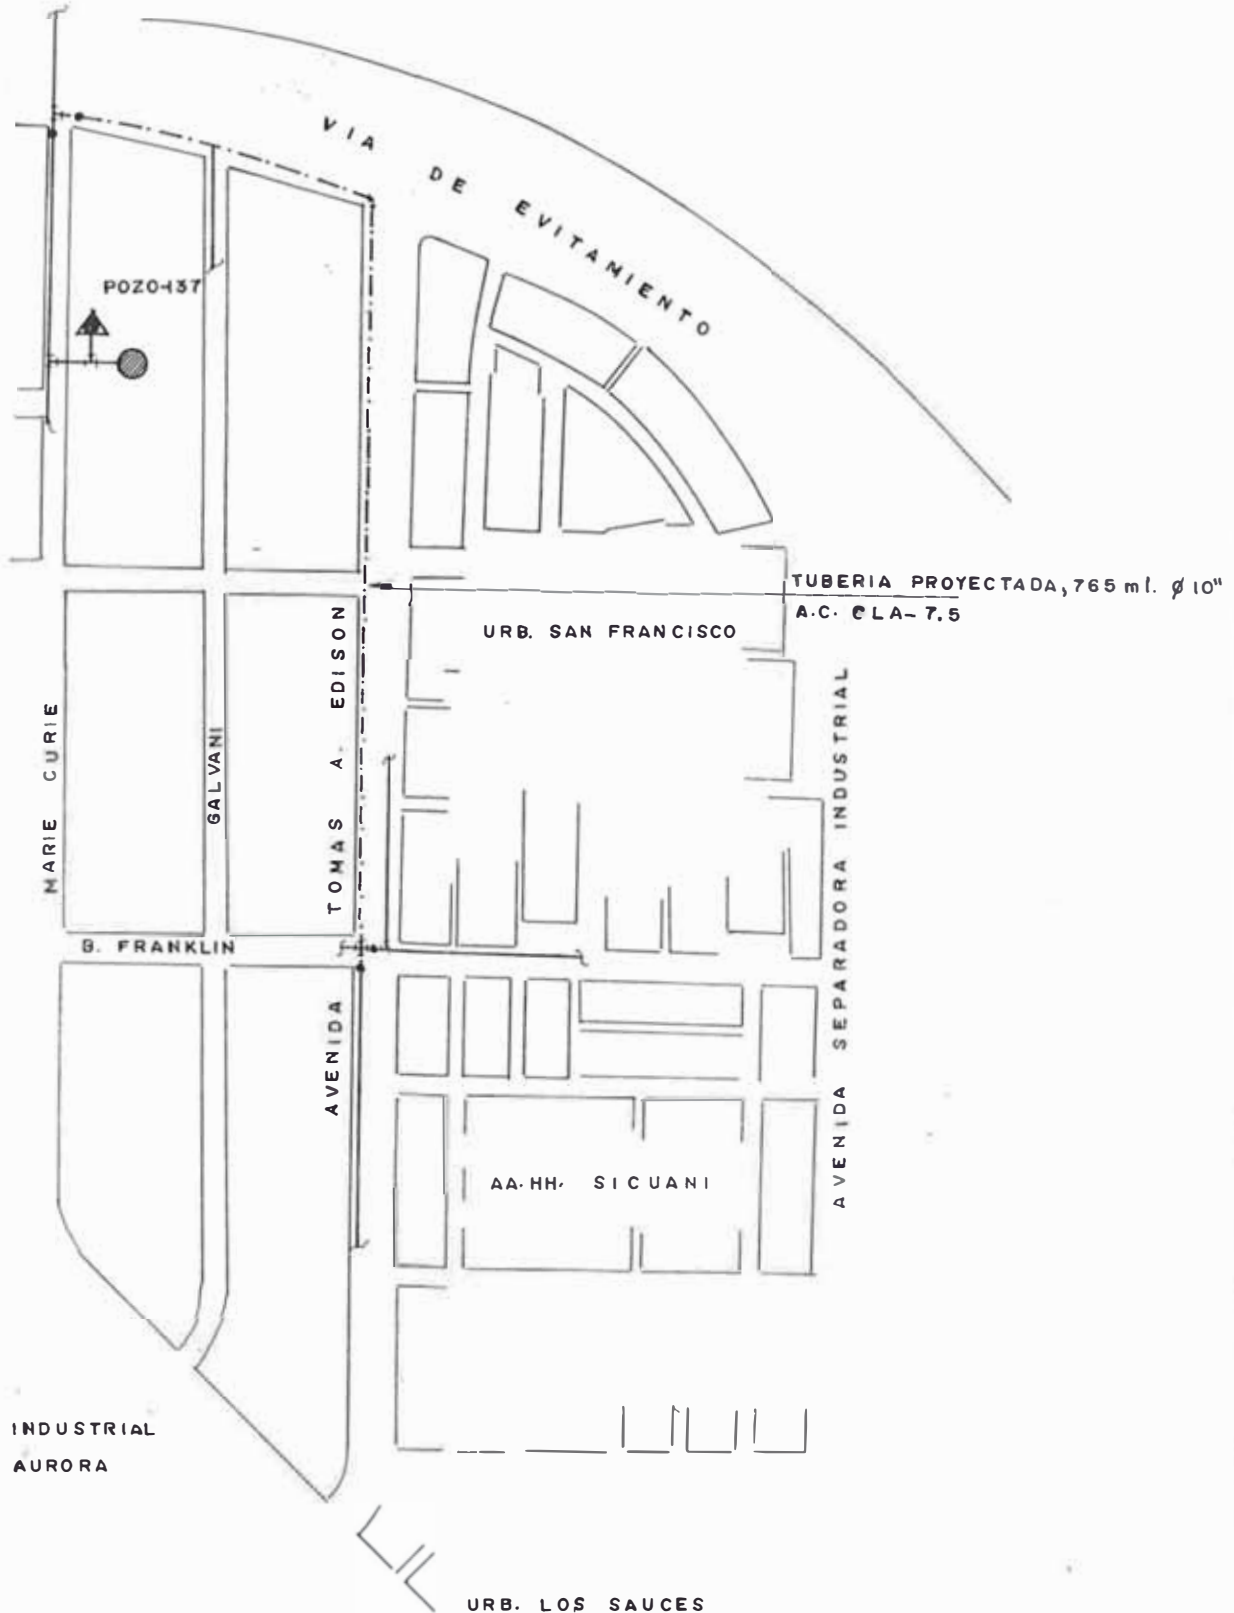 VIA DE EVITAMIENTO
POZO-137
TUBERIA PROYECTADA, 765 ml. ø 10"
A.C. CLA-7.5
URB. SAN FRANCISCO
MARIE CURIE
GALVANI
AVENIDA TOMAS A. EDISON
AVENIDA SEPARADORA INDUSTRIAL
B. FRANKLIN
AA.HH. SICUANI
INDUSTRIAL
AURORA
URB. LOS SAUCES